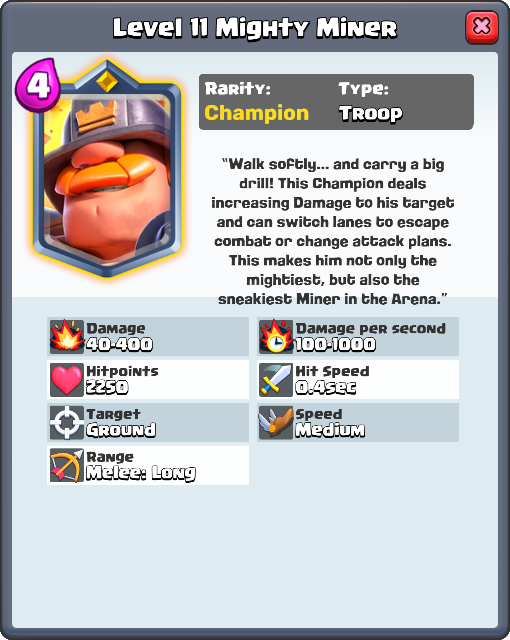 Level 11 Mighty Miner
4
Rarity: Type:
Champion Troop
"Walk softly... and carry a big
drill! This Champion deals
increasing Damage to his target
and can switch lanes to escape
combat or change attack plans.
This makes him not only the
mightiest, but also the
sneakiest Miner in the Arena."
Damage Damage per second
40-400 100-1000
Hitpoints Hit Speed
2250 0.4sec
Target Speed
Ground Medium
Range
Melee: Long